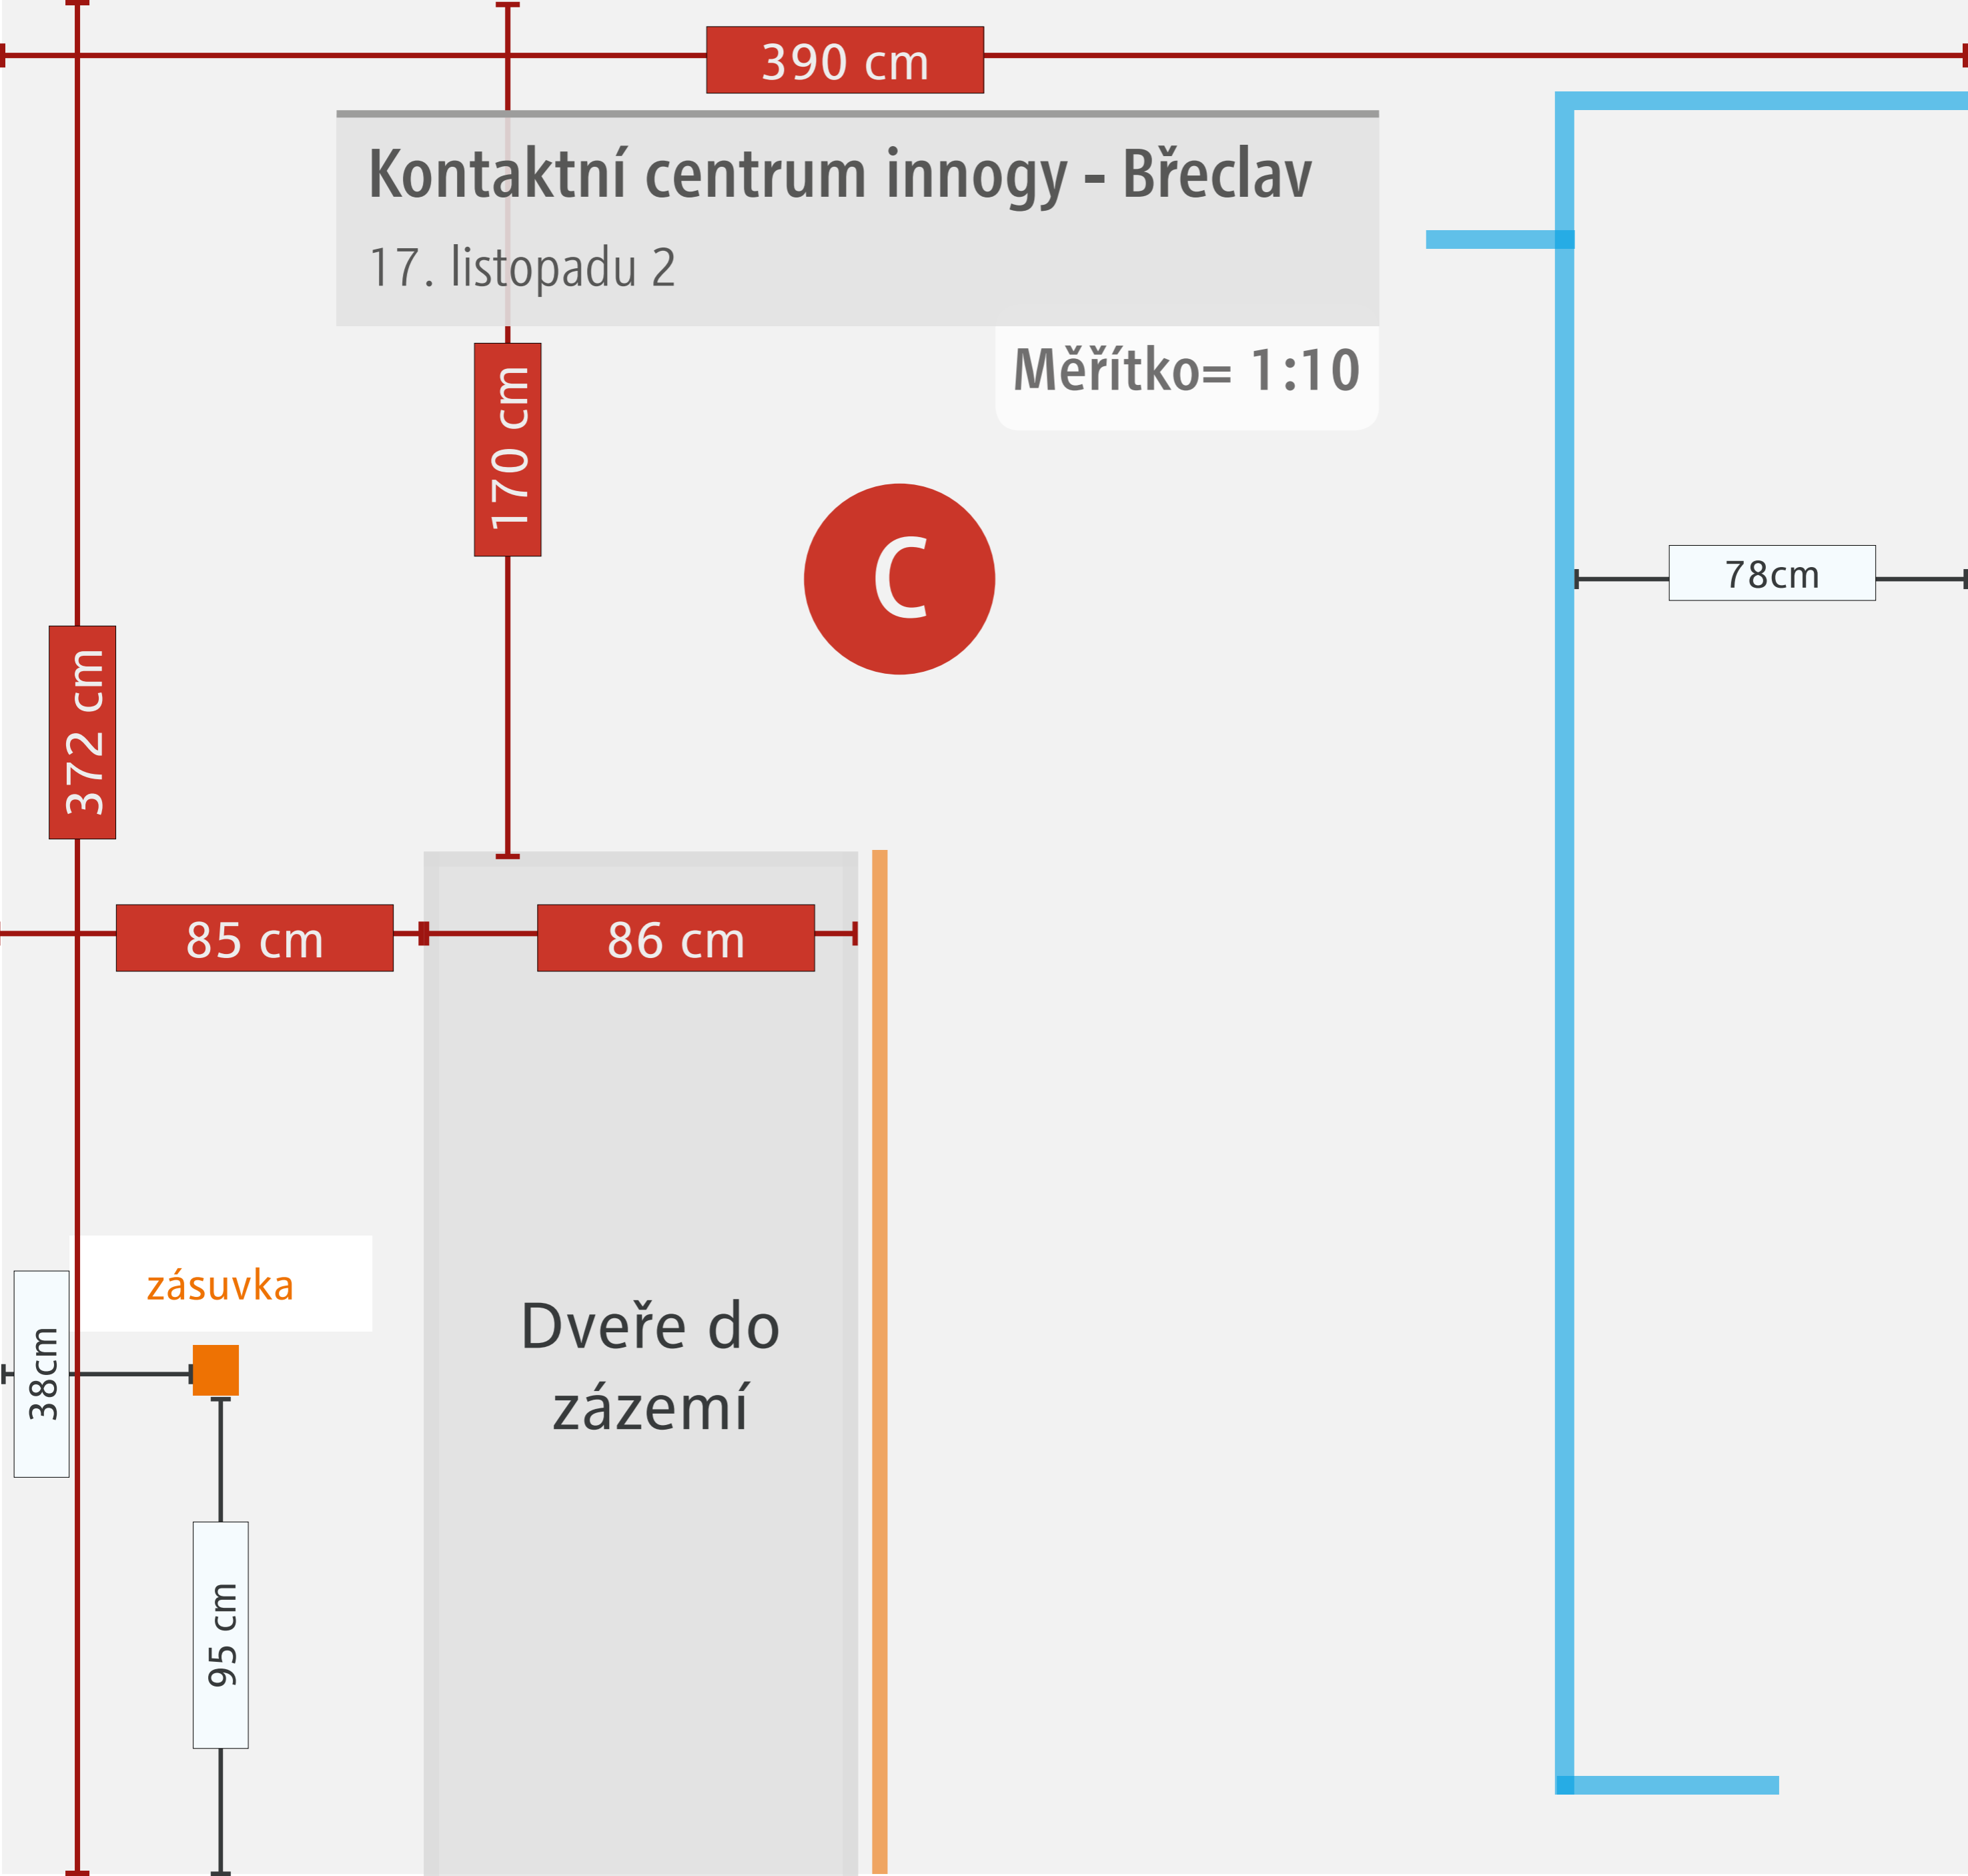 390 cm
Kontaktní centrum innogy - Břeclav
17. listopadu 2
Měřítko= 1:10
170 cm
C
78cm
372 cm
85 cm
86 cm
zásuvka
38cm
Dveře do
zázemí
95 cm